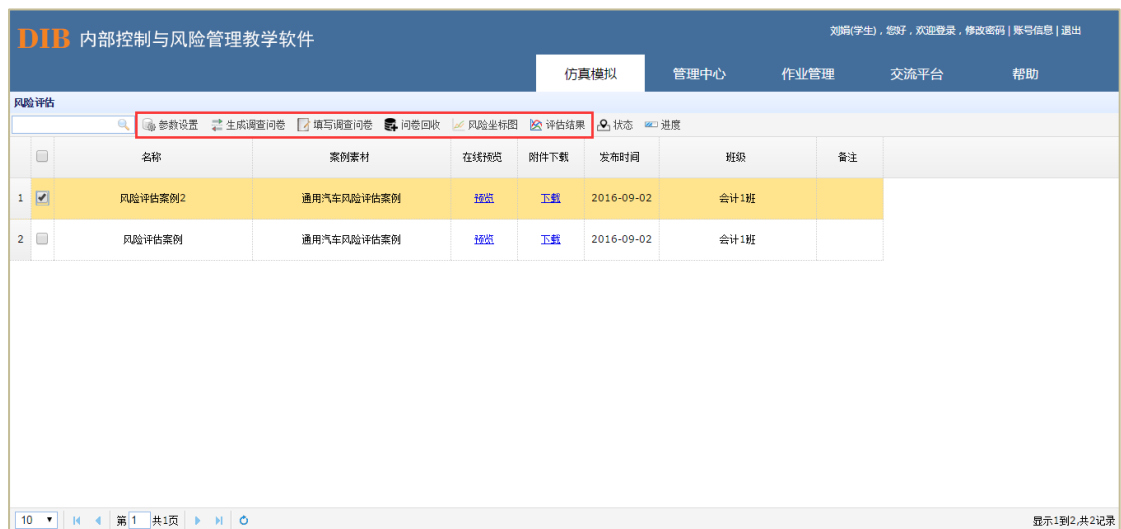 刘娟(学生) , 您好 , 欢迎登录 , 修改密码 | 账号信息 | 退出
DIB 内部控制与风险管理教学软件
仿真模拟 管理中心 作业管理 交流平台 帮助
风险评估
参数设置 生成调查问卷 填写调查问卷 问卷回收 风险坐标图 评估结果 状态 进度
名称 案例素材 在线预览 附件下载 发布时间 班级 备注
1 风险评估案例2 通用汽车风险评估案例 预览 下载 2016-09-02 会计1班
2 风险评估案例 通用汽车风险评估案例 预览 下载 2016-09-02 会计1班
10 第 1 共1页 显示1到2,共2记录